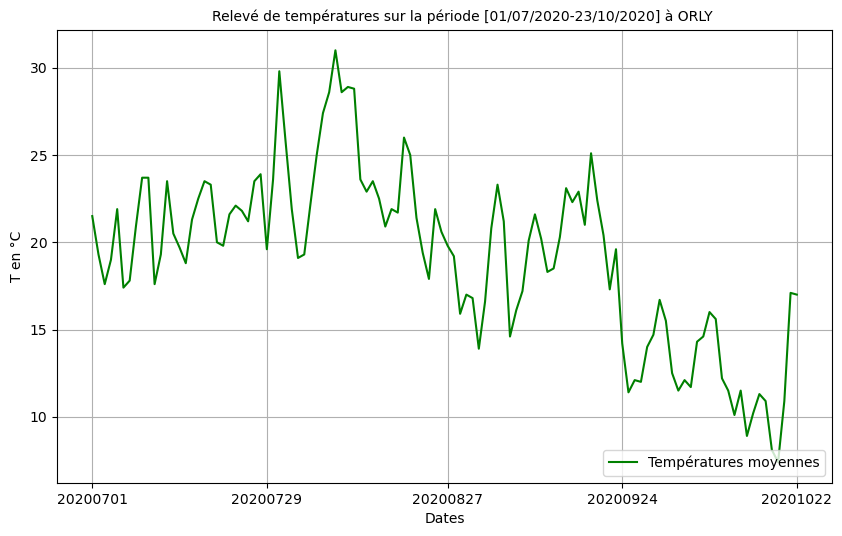 Relevé de températures sur la période [01/07/2020-23/10/2020] à ORLY
T en °C
30
25
20
15
10
Températures moyennes
20200701 20200729 20200827 20200924 20201022
Dates